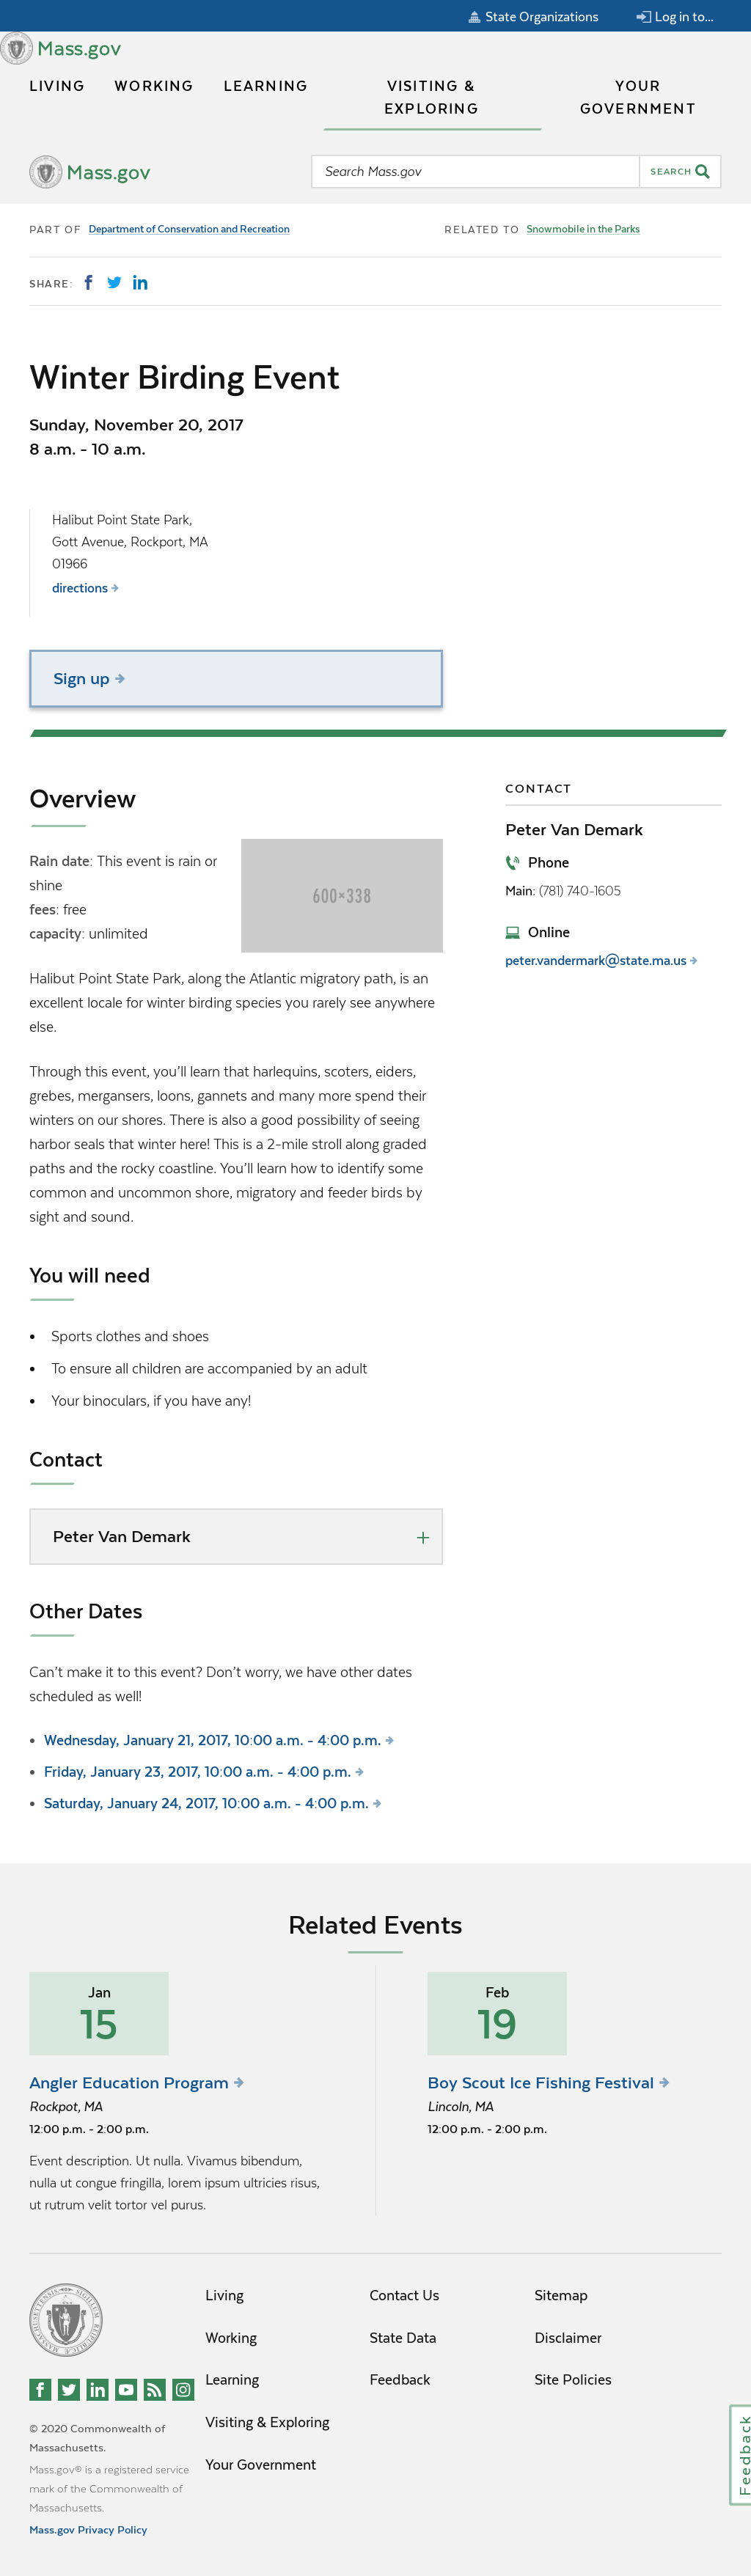 State Organizations
Log in to...
Mass.gov
LIVING
WORKING
LEARNING
VISITING &
EXPLORING
YOUR
GOVERNMENT
Mass.gov
Search Mass.gov
SEARCH
PART OF Department of Conservation and Recreation
RELATED TO Snowmobile in the Parks
SHARE:
Winter Birding Event
Sunday, November 20, 2017
8 a.m. - 10 a.m.
Halibut Point State Park,
Gott Avenue, Rockport, MA
01966
directions
Sign up
Overview
Rain date: This event is rain or
shine
fees: free
capacity: unlimited
600×338
Halibut Point State Park, along the Atlantic migratory path, is an
excellent locale for winter birding species you rarely see anywhere
else.
Through this event, you’ll learn that harlequins, scoters, eiders,
grebes, mergansers, loons, gannets and many more spend their
winters on our shores. There is also a good possibility of seeing
harbor seals that winter here! This is a 2-mile stroll along graded
paths and the rocky coastline. You’ll learn how to identify some
common and uncommon shore, migratory and feeder birds by
sight and sound.
You will need
• Sports clothes and shoes
• To ensure all children are accompanied by an adult
• Your binoculars, if you have any!
Contact
Peter Van Demark
Other Dates
Can’t make it to this event? Don’t worry, we have other dates
scheduled as well!
• Wednesday, January 21, 2017, 10:00 a.m. - 4:00 p.m.
• Friday, January 23, 2017, 10:00 a.m. - 4:00 p.m.
• Saturday, January 24, 2017, 10:00 a.m. - 4:00 p.m.
CONTACT
Peter Van Demark
Phone
Main: (781) 740-1605
Online
peter.vandermark@state.ma.us
Related Events
Jan
15
Angler Education Program
Rockpot, MA
12:00 p.m. - 2:00 p.m.
Event description. Ut nulla. Vivamus bibendum,
nulla ut congue fringilla, lorem ipsum ultricies risus,
ut rutrum velit tortor vel purus.
Feb
19
Boy Scout Ice Fishing Festival
Lincoln, MA
12:00 p.m. - 2:00 p.m.
Living
Working
Learning
Visiting & Exploring
Your Government
Contact Us
State Data
Feedback
Sitemap
Disclaimer
Site Policies
© 2020 Commonwealth of
Massachusetts.
Mass.gov® is a registered service
mark of the Commonwealth of
Massachusetts.
Mass.gov Privacy Policy
Feedback